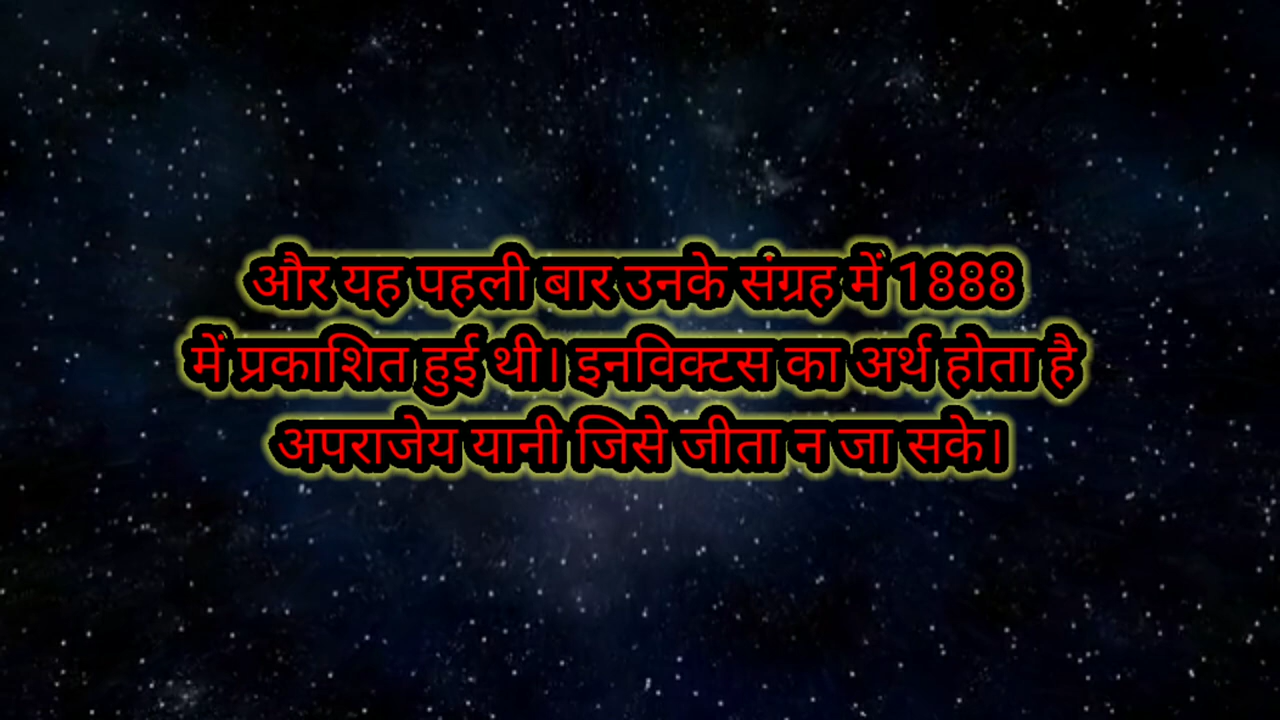 और यह पहली बार उनके संग्रह में 1888
में प्रकाशित हुई थी। इनविक्टस का अर्थ होता है
अपराजेय यानी जिसे जीता न जा सके।